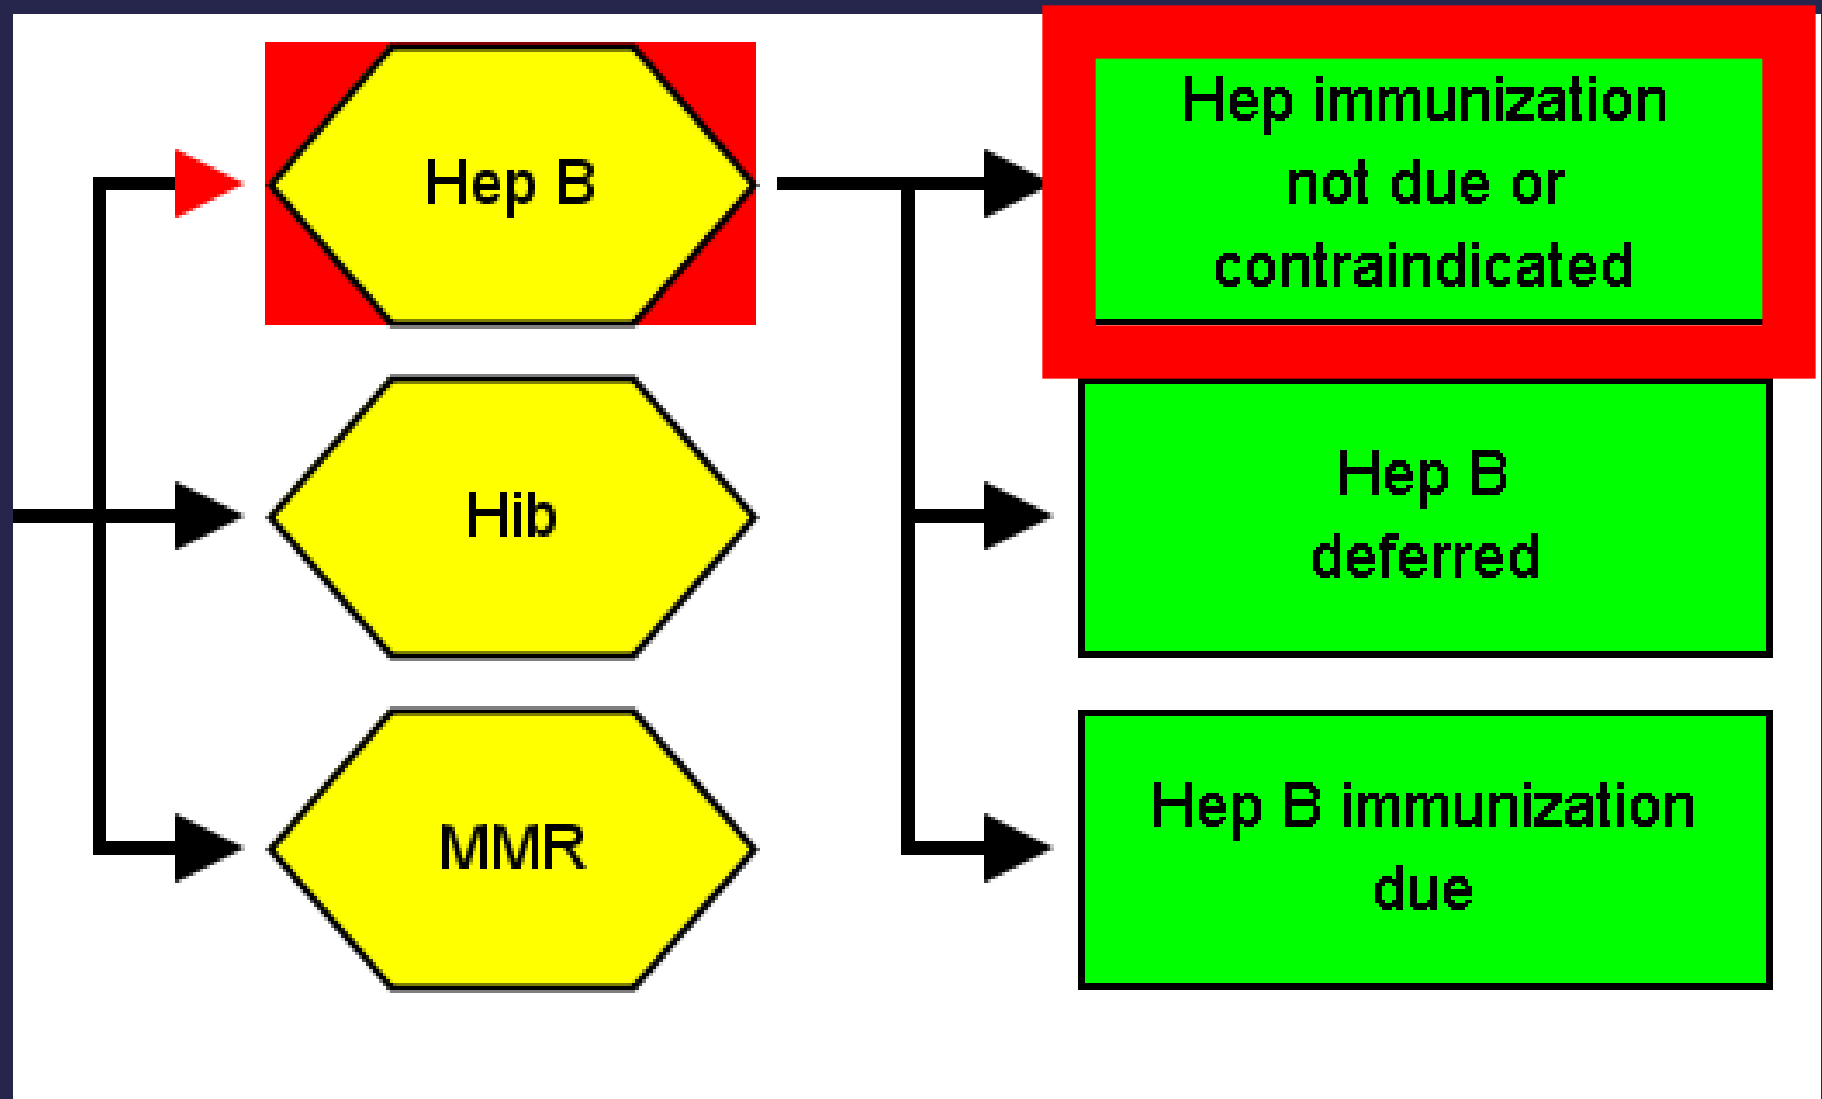 Hep B
Hib
MMR
Hep immunization
not due or
contraindicated
Hep B
deferred
Hep B immunization
due